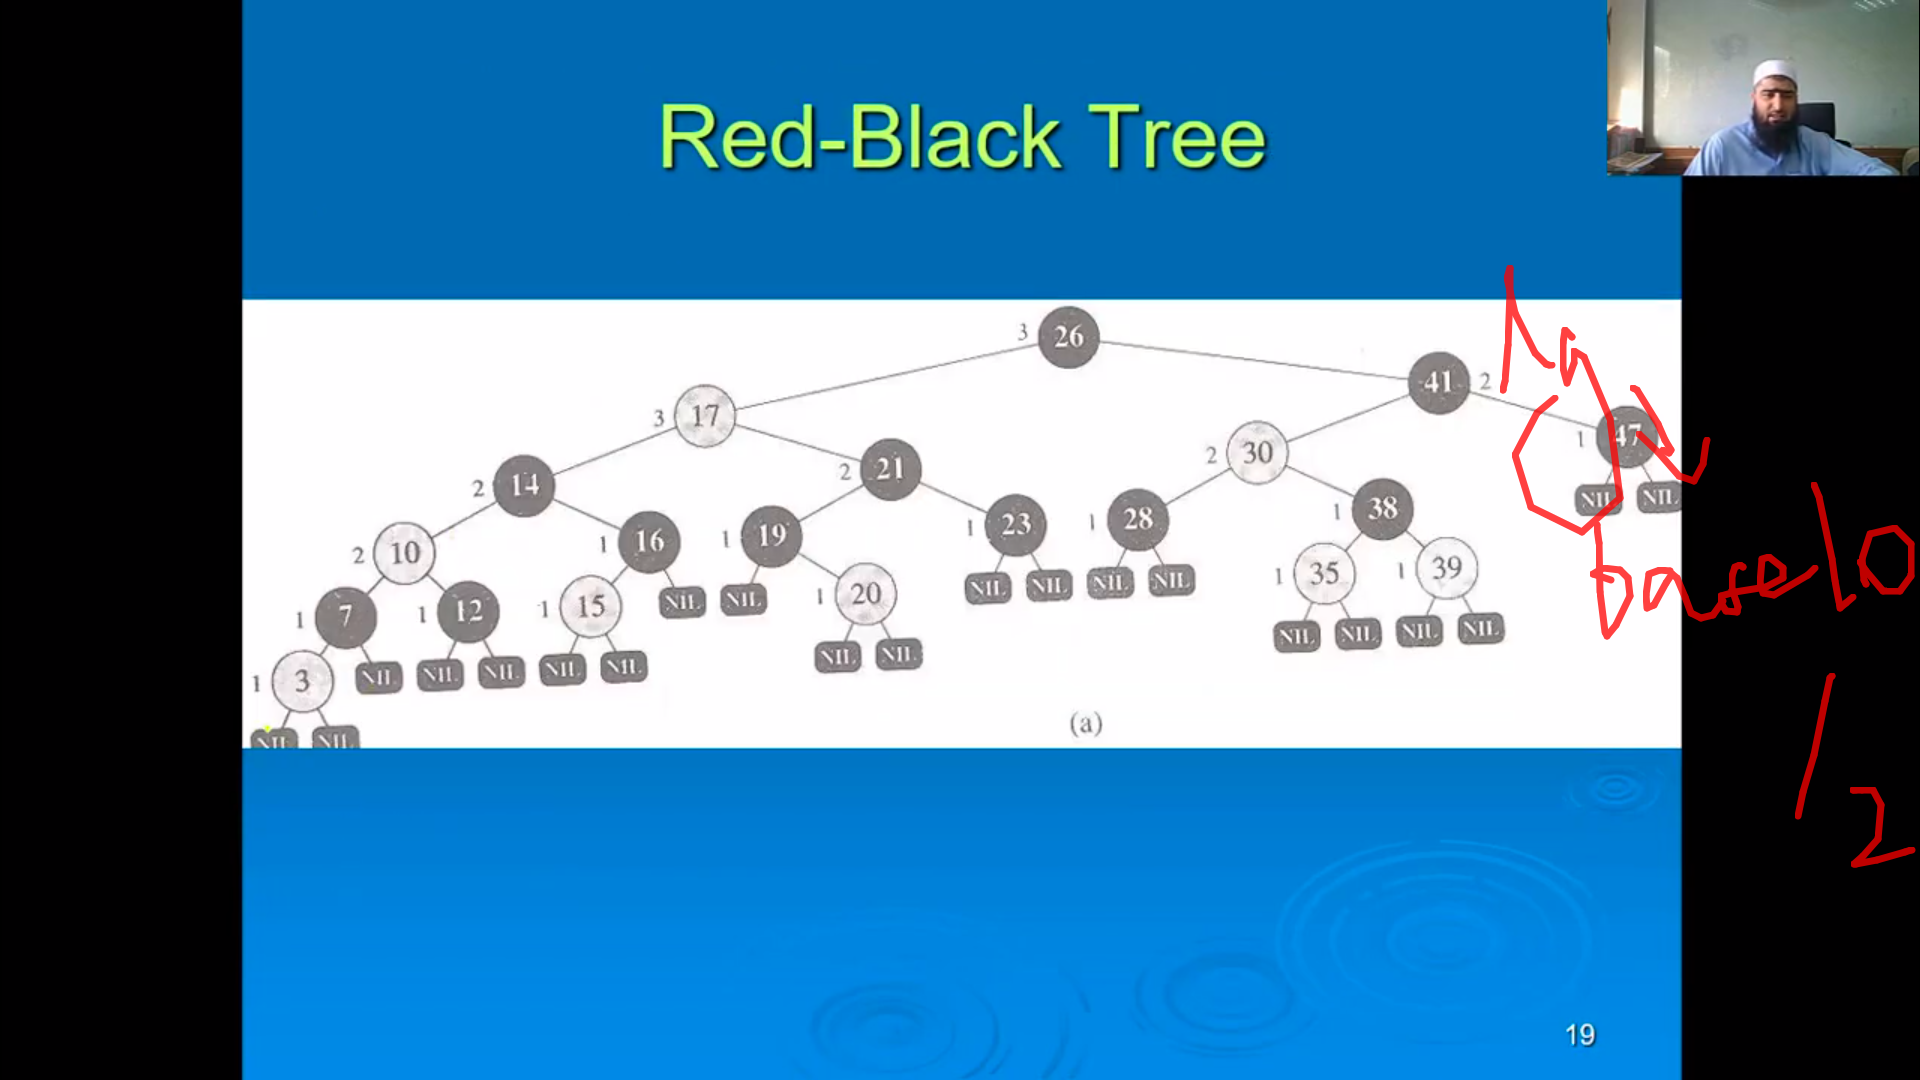 Red-Black Tree
3 26
41 2
3 17
1 47
2 30
2 14
2 21
NIL NIL
1 38
1 28
1 23
1 19
1 16
2 10
1 35
1 39
NIL NIL
NIL NIL
1 20
NIL
NIL
1 15
1 12
1 7
NIL NIL
NIL NIL
NIL NIL
NIL NIL
NIL NIL
NIL
1 3
NIL NIL
(a)
base 10
/2
19